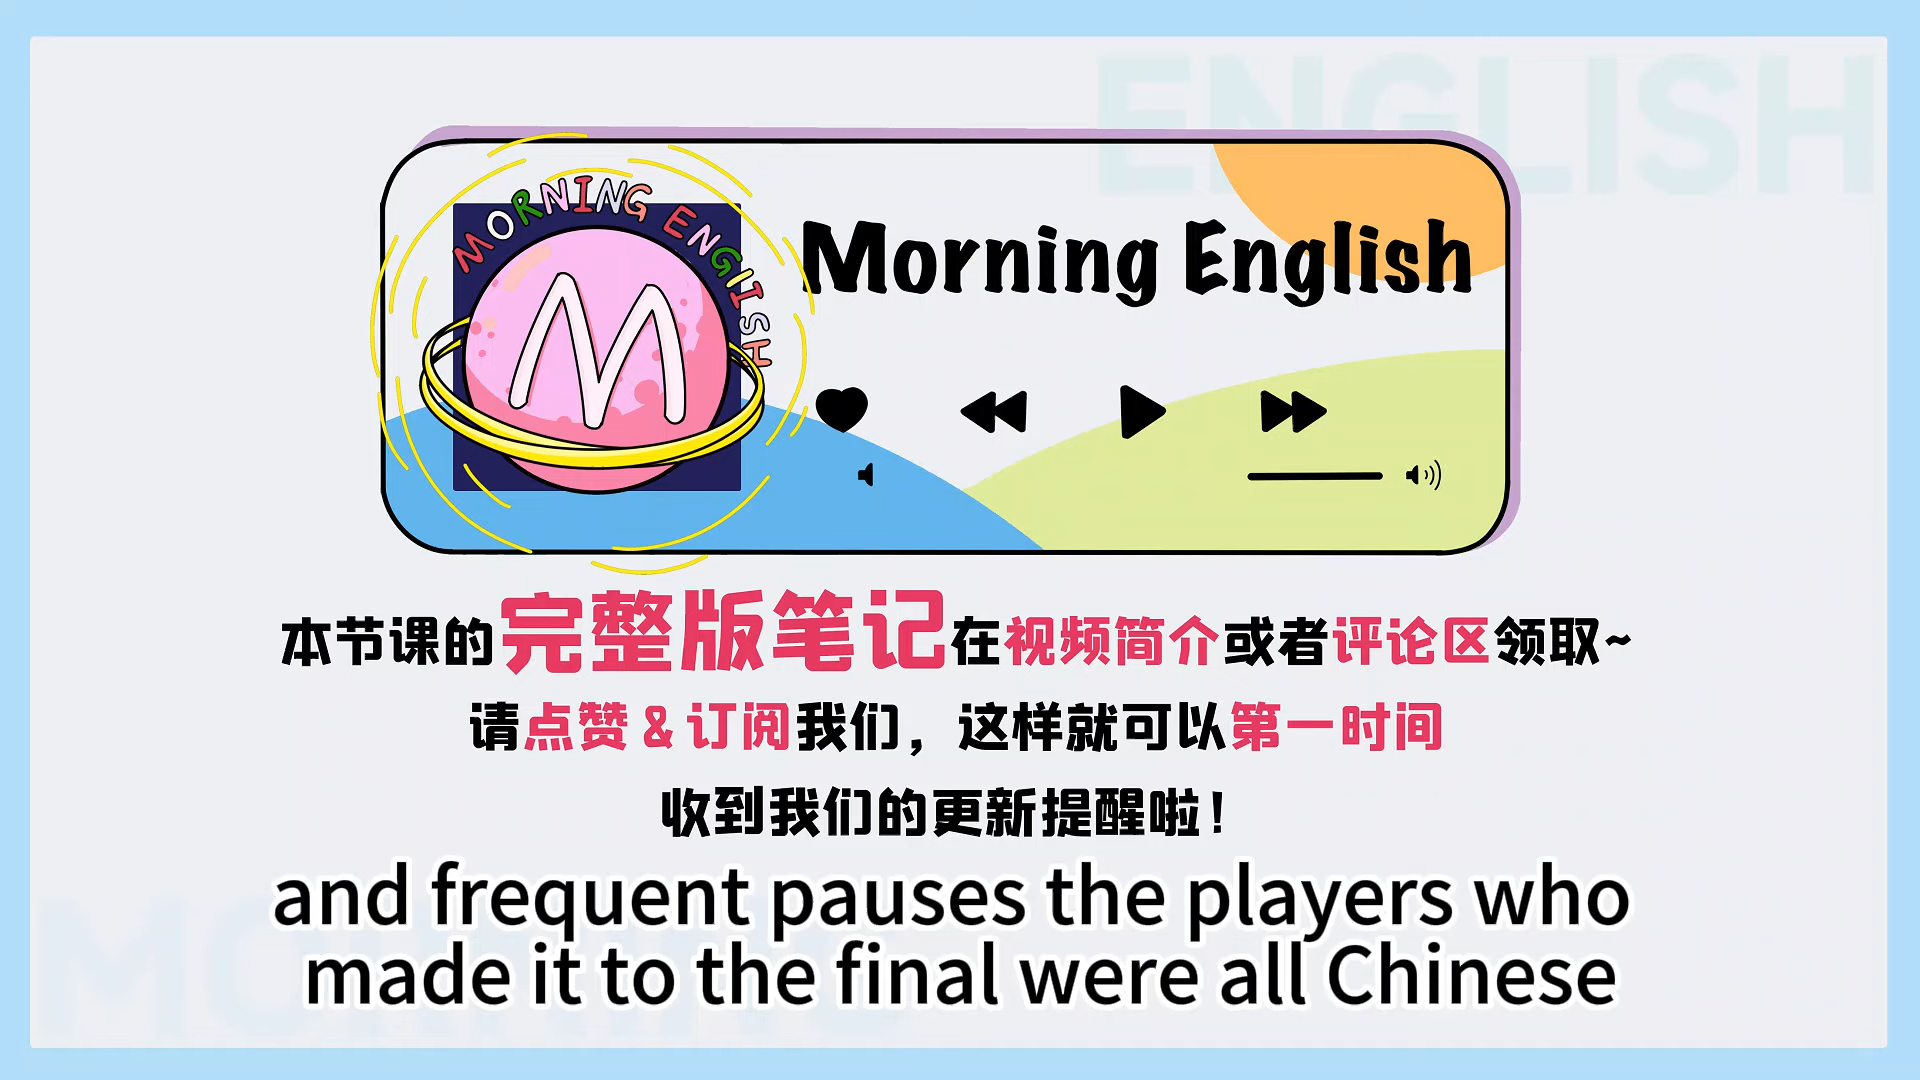 ENGLISH
MORNING ENGLISH
M
Morning English
本节课的完整版笔记在视频简介或者评论区领取~
请点赞&订阅我们，这样就可以第一时间
收到我们的更新提醒啦！
and frequent pauses the players who
made it to the final were all Chinese
MORNING